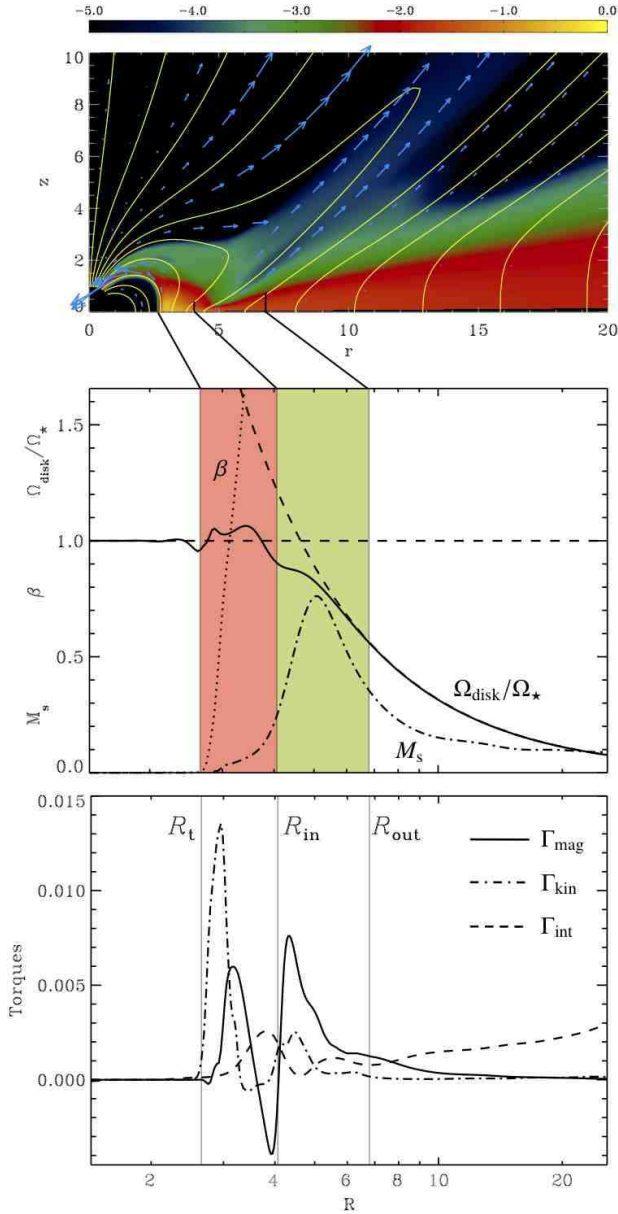 -5.0 -4.0 -3.0 -2.0 -1.0 0.0
10
8
6
4
2
0
z
0 5 10 15 20
r
1.5
1.0
0.5
0.0
M_s β Ω_disk/Ω_⋆
β
Ω_disk/Ω_⋆
M_s
0.015
0.010
0.005
0.000
Torques
R_t R_in R_out
Γ_mag
Γ_kin
Γ_int
2 4 6 8 10 20
R